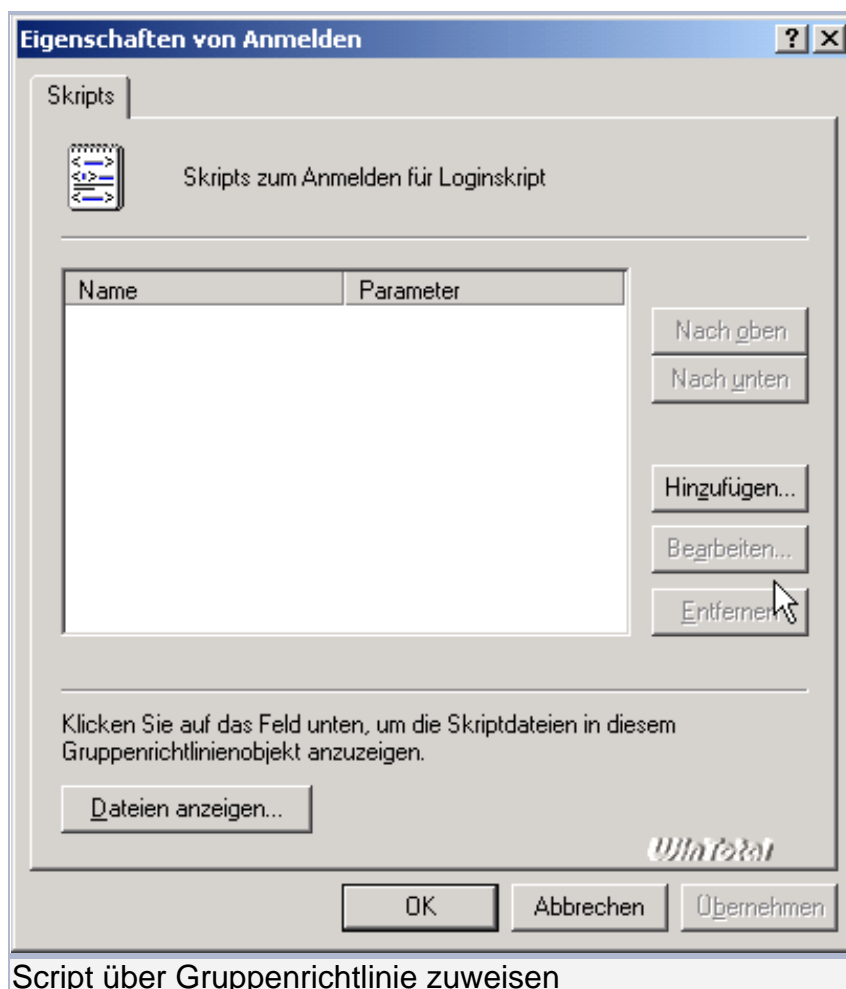 Eigenschaften von Anmelden
Skripts
Skripts zum Anmelden für Loginskript
Name Parameter
Nach oben
Nach unten
Hinzufügen...
Bearbeiten...
Entfernen
Klicken Sie auf das Feld unten, um die Skriptdateien in diesem
Gruppenrichtlinienobjekt anzuzeigen.
Dateien anzeigen...
WinTotal
OK Abbrechen Übernehmen
Script über Gruppenrichtlinie zuweisen